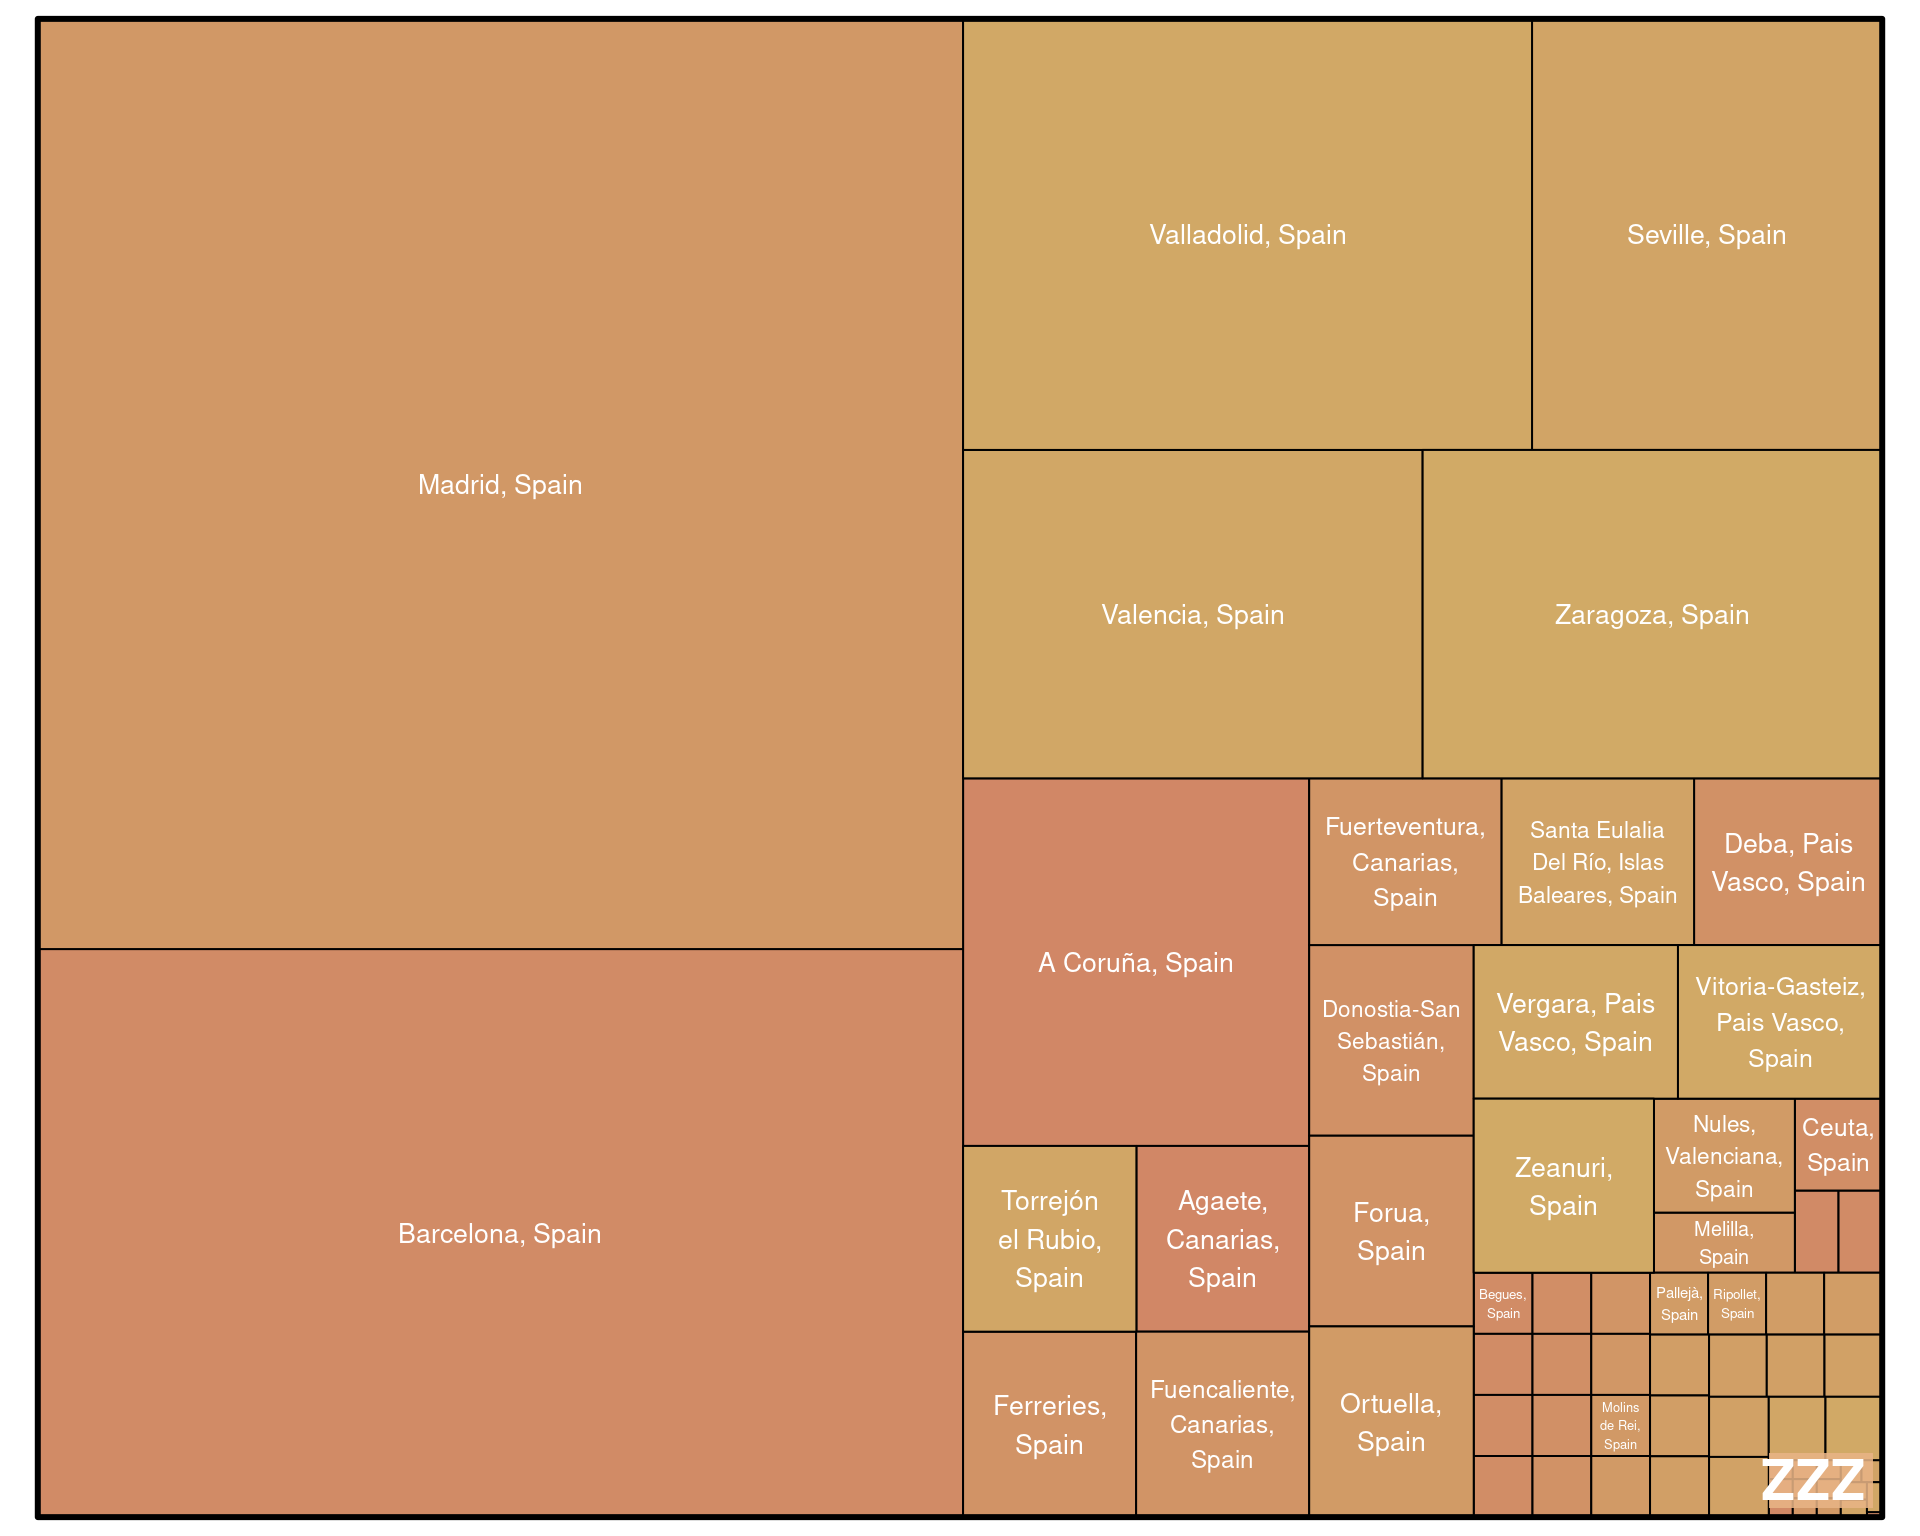 Madrid, Spain
Barcelona, Spain
Valladolid, Spain
Seville, Spain
Valencia, Spain
Zaragoza, Spain
A Coruña, Spain
Torrejón
el Rubio,
Spain
Agaete,
Canarias,
Spain
Ferreries,
Spain
Fuencaliente,
Canarias,
Spain
Fuerteventura,
Canarias,
Spain
Santa Eulalia
Del Río, Islas
Baleares, Spain
Deba, Pais
Vasco, Spain
Donostia-San
Sebastián,
Spain
Forua,
Spain
Ortuella,
Spain
Vergara, Pais
Vasco, Spain
Vitoria-Gasteiz,
Pais Vasco,
Spain
Zeanuri,
Spain
Nules,
Valenciana,
Spain
Melilla,
Spain
Ceuta,
Spain
Begues,
Spain
Pallejà,
Spain
Ripollet,
Spain
Molins
de Rei,
Spain
ZZZ